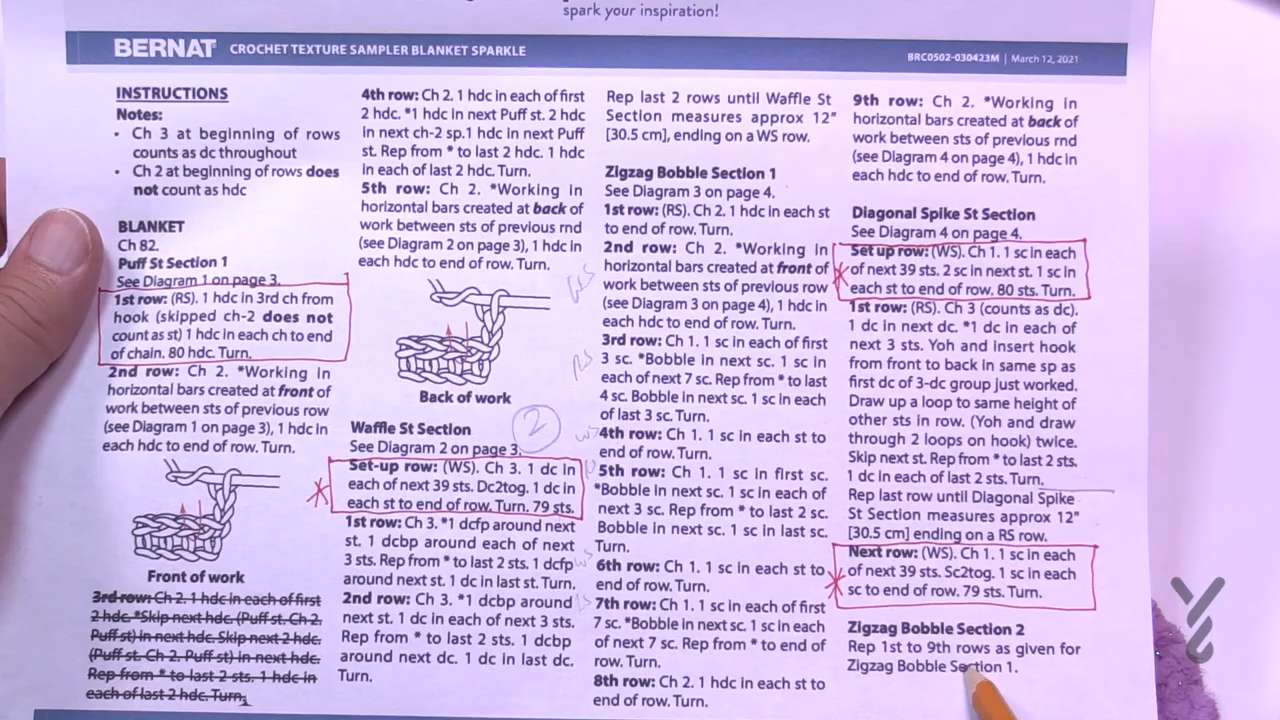 spark your inspiration!
BERNAT CROCHET TEXTURE SAMPLER BLANKET SPARKLE
BRC0502-030423M | March 12, 2021
INSTRUCTIONS
Notes:
• Ch 3 at beginning of rows
counts as dc throughout
• Ch 2 at beginning of rows does
not count as hdc
BLANKET
Ch 82.
Puff St Section 1
See Diagram 1 on page 3.
1st row: (RS). 1 hdc in 3rd ch from
hook (skipped ch-2 does not
count as st) 1 hdc in each ch to end
of chain. 80 hdc. Turn.
2nd row: Ch 2. *Working in
horizontal bars created at front of
work between sts of previous row
(see Diagram 1 on page 3), 1 hdc in
each hdc to end of row. Turn.
Front of work
3rd row: Ch 2. 1 hdc in each of first
2 hdc. *Skip next hdc. (Puff st. Ch 2.
Puff st) in next hdc. Skip next 2 hdc.
(Puff st. Ch 2. Puff st) in next hdc.
Rep from * to last 2 sts. 1 hdc in
each of last 2 hdc. Turn.
4th row: Ch 2. 1 hdc in each of first
2 hdc. *1 hdc in next Puff st. 2 hdc
in next ch-2 sp.1 hdc in next Puff
st. Rep from * to last 2 hdc. 1 hdc
in each of last 2 hdc. Turn.
5th row: Ch 2. *Working in
horizontal bars created at back of
work between sts of previous rnd
(see Diagram 2 on page 3), 1 hdc in
each hdc to end of row. Turn.
Back of work
2
Waffle St Section
See Diagram 2 on page 3.
Set-up row: (WS). Ch 3. 1 dc in
each of next 39 sts. Dc2tog. 1 dc in
each st to end of row. Turn. 79 sts.
1st row: Ch 3. *1 dcfp around next
st. 1 dcbp around each of next
3 sts. Rep from * to last 2 sts. 1 dcfp
around next st. 1 dc in last st. Turn.
2nd row: Ch 3. *1 dcbp around
next st. 1 dc in each of next 3 sts.
Rep from * to last 2 sts. 1 dcbp
around next dc. 1 dc in last dc.
Turn.
Rep last 2 rows until Waffle St
Section measures approx 12"
[30.5 cm], ending on a WS row.
Zigzag Bobble Section 1
See Diagram 3 on page 4.
1st row: (RS). Ch 2. 1 hdc in each st
to end of row. Turn.
2nd row: Ch 2. *Working in
horizontal bars created at front of
work between sts of previous row
(see Diagram 3 on page 4), 1 hdc in
each hdc to end of row. Turn.
RS
3rd row: Ch 1. 1 sc in each of first
3 sc. *Bobble in next sc. 1 sc in
each of next 7 sc. Rep from * to last
4 sc. Bobble in next sc. 1 sc in each
of last 3 sc. Turn.
WS
4th row: Ch 1. 1 sc in each st to
end of row. Turn.
5th row: Ch 1. 1 sc in first sc.
*Bobble in next sc. 1 sc in each of
next 3 sc. Rep from * to last 2 sc.
Bobble in next sc. 1 sc in last sc.
Turn.
6th row: Ch 1. 1 sc in each st to
end of row. Turn.
7th row: Ch 1. 1 sc in each of first
7 sc. *Bobble in next sc. 1 sc in each
of next 7 sc. Rep from * to end of
row. Turn.
8th row: Ch 2. 1 hdc in each st to
end of row. Turn.
9th row: Ch 2. *Working in
horizontal bars created at back of
work between sts of previous rnd
(see Diagram 4 on page 4), 1 hdc in
each hdc to end of row. Turn.
Diagonal Spike St Section
See Diagram 4 on page 4.
Set up row: (WS). Ch 1. 1 sc in each
of next 39 sts. 2 sc in next st. 1 sc in
each st to end of row. 80 sts. Turn.
1st row: (RS). Ch 3 (counts as dc).
1 dc in next dc. *1 dc in each of
next 3 sts. Yoh and insert hook
from front to back in same sp as
first dc of 3-dc group just worked.
Draw up a loop to same height of
other sts in row. (Yoh and draw
through 2 loops on hook) twice.
Skip next st. Rep from * to last 2 sts.
1 dc in each of last 2 sts. Turn.
Rep last row until Diagonal Spike
St Section measures approx 12"
[30.5 cm] ending on a RS row.
Next row: (WS). Ch 1. 1 sc in each
of next 39 sts. Sc2tog. 1 sc in each
sc to end of row. 79 sts. Turn.
Zigzag Bobble Section 2
Rep 1st to 9th rows as given for
Zigzag Bobble Section 1.